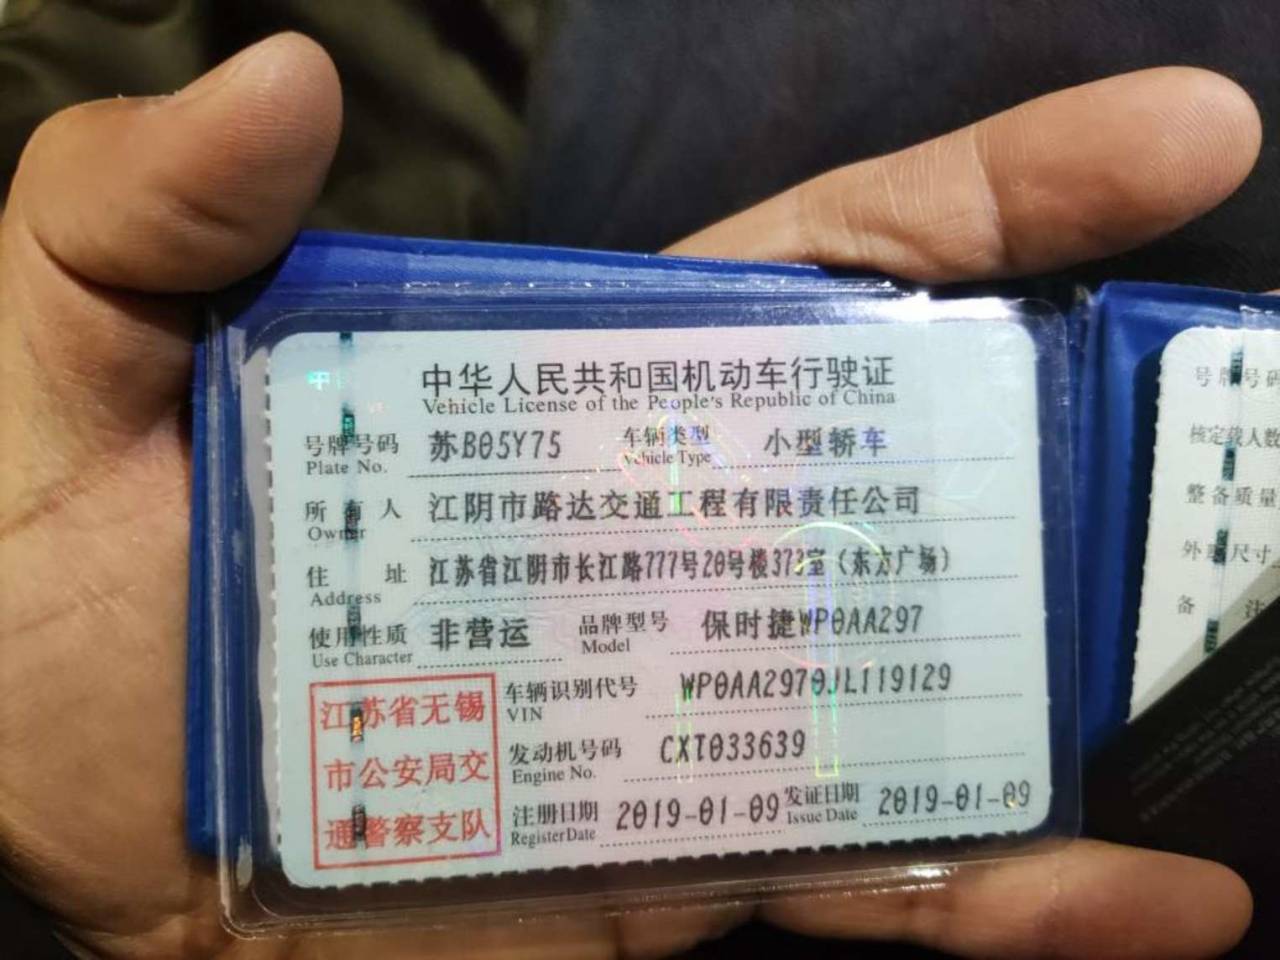 中华人民共和国机动车行驶证
Vehicle License of the People's Republic of China
号牌号码 苏B05Y75 车辆类型 小型轿车
Plate No. Vehicle Type
所有人 江阴市路达交通工程有限责任公司
Owner
住址 江苏省江阴市长江路777号20号楼373室（东方广场）
Address
使用性质 非营运 品牌型号 保时捷WP0AA297
Use Character Model
车辆识别代号 WP0AA2970JL119129
VIN
发动机号码 CXT033639
Engine No.
注册日期 2019-01-09 发证日期 2019-01-09
Register Date Issue Date
江苏省无锡
市公安局交
通警察支队
号牌号码
核定载人数
整备质量
外廓尺寸
备注